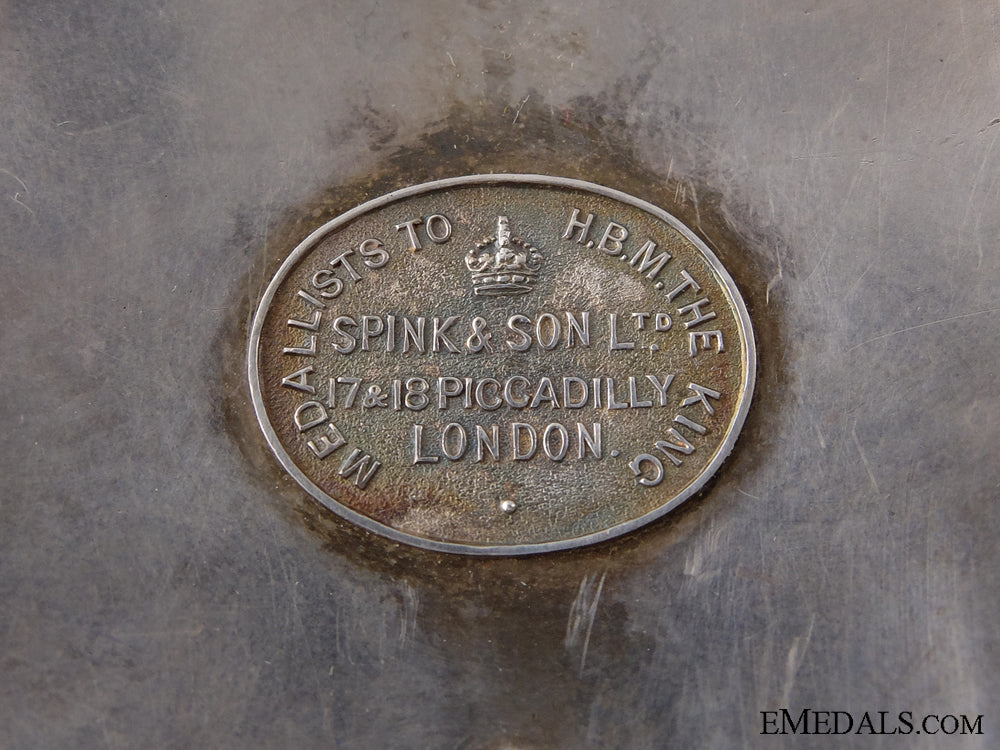 MEDALLISTS TO H.B.M. THE KING
SPINK & SON LTD.
17 & 18 PICCADILLY
LONDON.
EMEDALS.COM